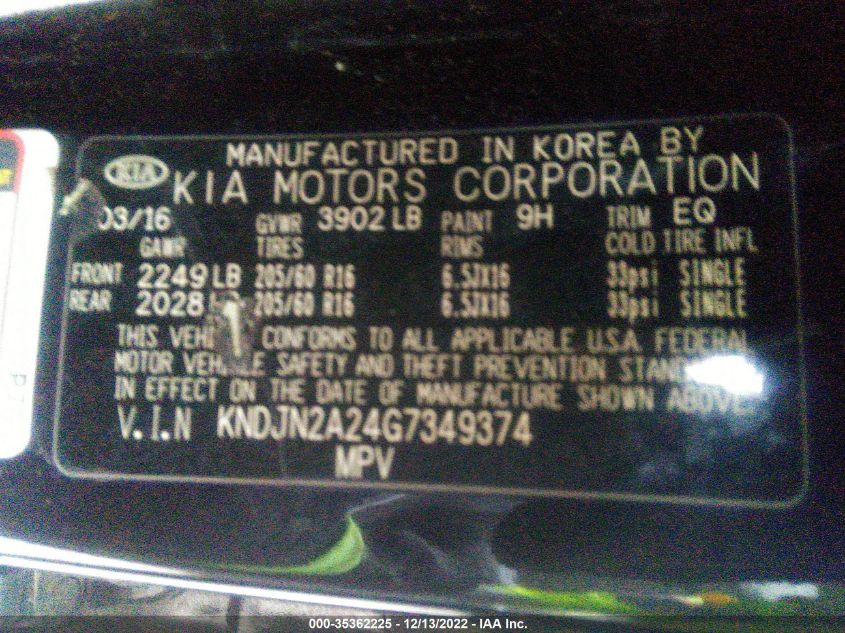 MANUFACTURED IN KOREA BY
KIA KIA MOTORS CORPORATION
03/16 GVWR 3902 LB PAINT 9H TRIM EQ
GAWR TIRES RIMS COLD TIRE INFL
FRONT 2249 LB 205/60 R16 6.5JX16 33psi SINGLE
REAR 2028 205/60 R16 6.5JX16 33psi SINGLE
THIS CONFORMS TO ALL APPLICABLE U.S.A. FEDERAL
MOTOR SAFETY AND THEFT PREVENTION
IN EFFECT ON THE DATE OF MANUFACTURE SHOWN ABOVE.
V.I.N KNDJN2A24G7349374
MPV
000-35362225 - 12/13/2022 - IAA Inc.